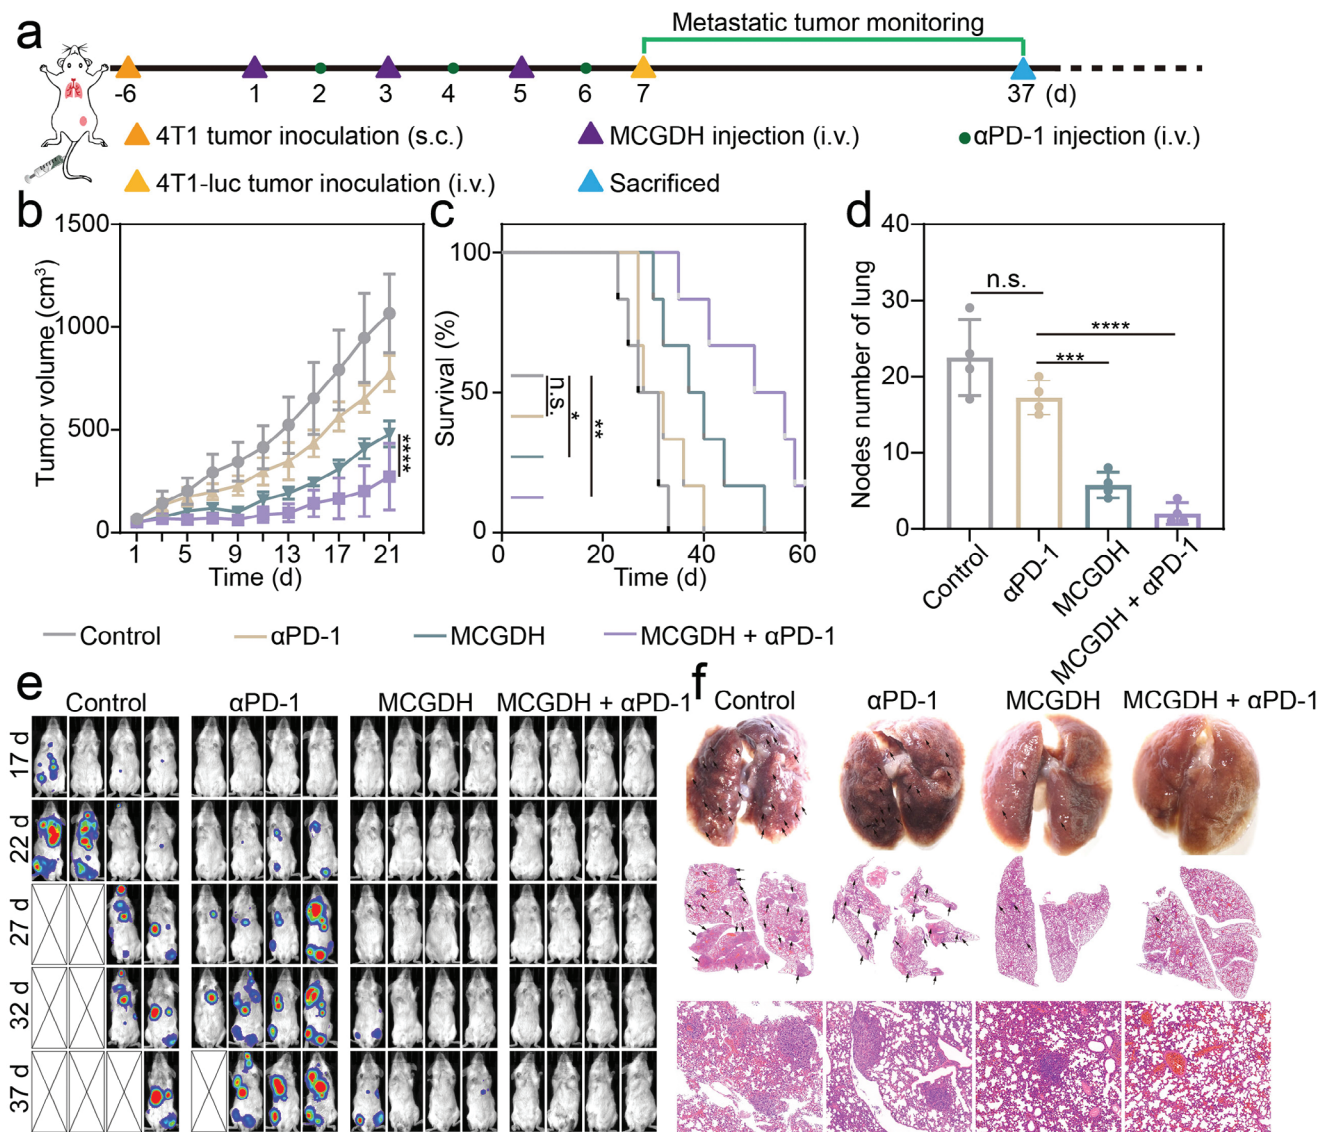 a
Metastatic tumor monitoring
-6 1 2 3 4 5 6 7 37 (d)
4T1 tumor inoculation (s.c.)
MCGDH injection (i.v.)
αPD-1 injection (i.v.)
4T1-luc tumor inoculation (i.v.)
Sacrificed
b
Tumor volume (cm³)
1500
1000
500
0
****
1 5 9 13 17 21
Time (d)
c
Survival (%)
100
50
0
n.s.
*
**
0 20 40 60
Time (d)
d
Nodes number of lung
40
30
20
10
0
n.s.
****
***
Control
αPD-1
MCGDH
MCGDH + αPD-1
Control
αPD-1
MCGDH
MCGDH + αPD-1
e
Control αPD-1 MCGDH MCGDH + αPD-1
17 d
22 d
27 d
32 d
37 d
f
Control αPD-1 MCGDH MCGDH + αPD-1